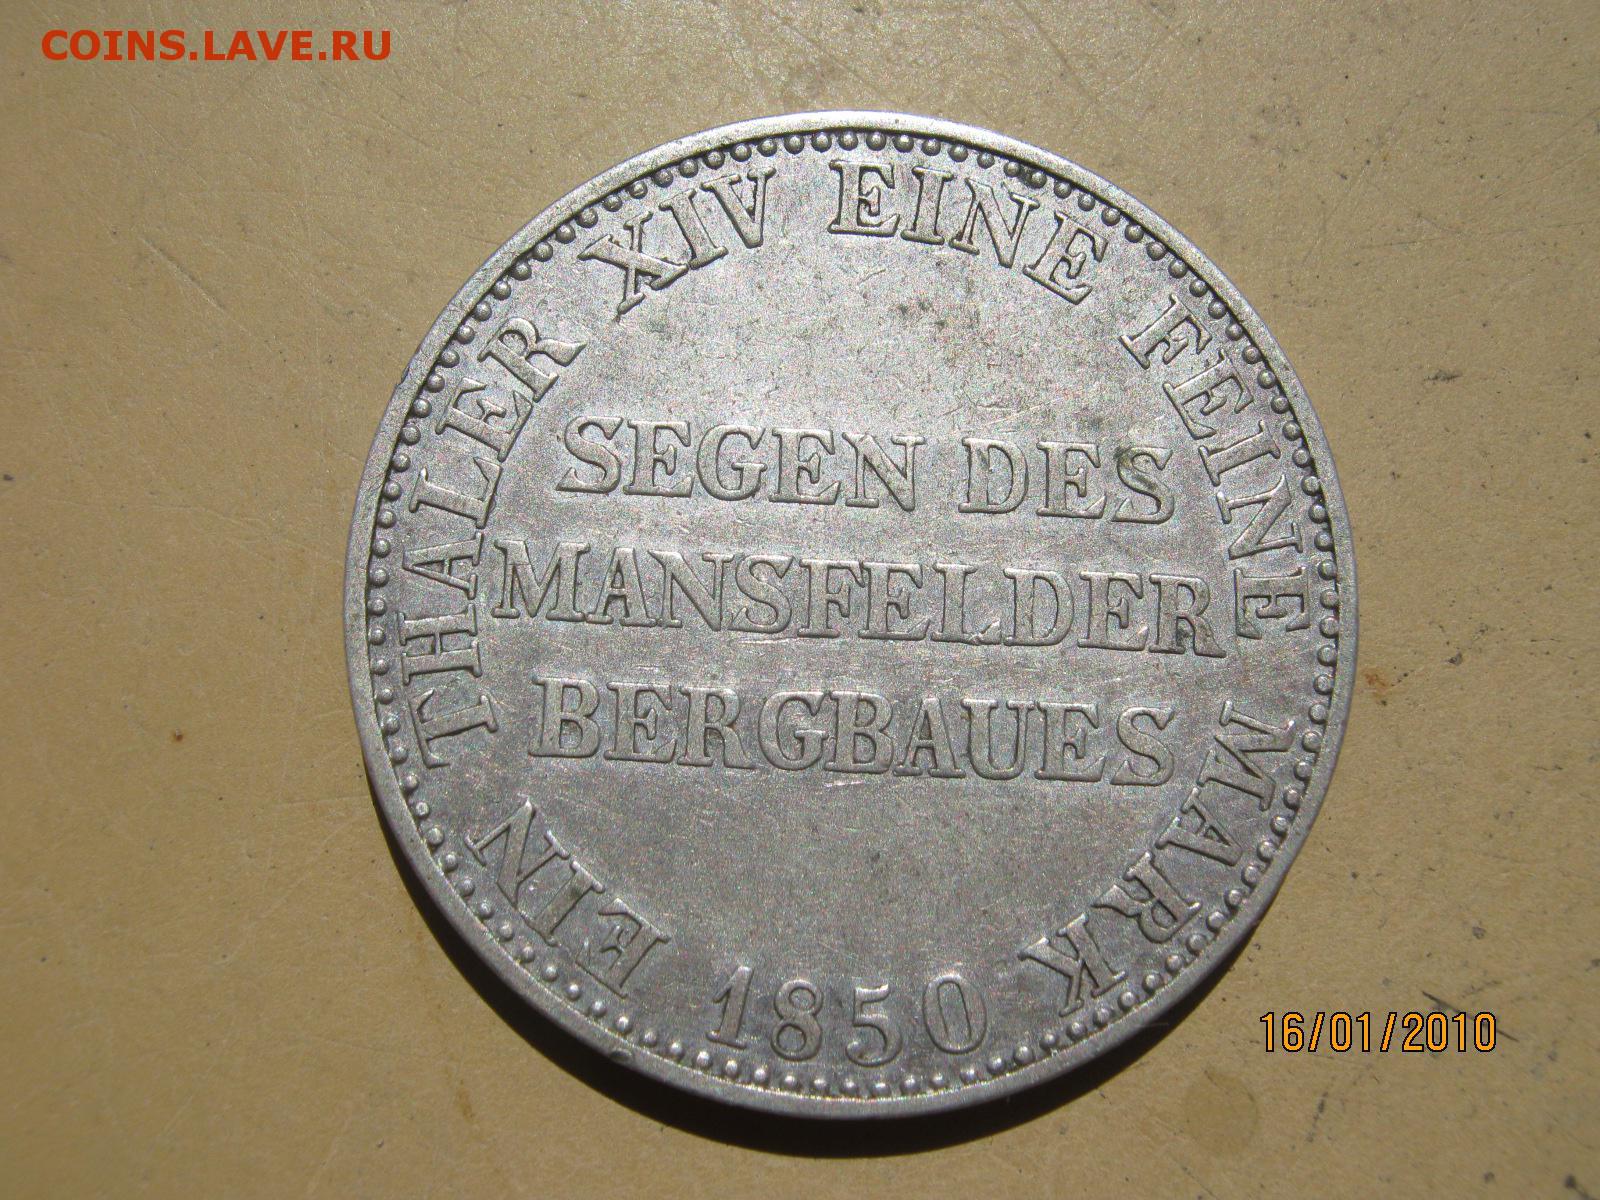 COINS.LAVE.RU
EIN THALER XIV EINE FEINE MARK
SEGEN DES
MANSFELDER
BERGBAUES
1850
16/01/2010